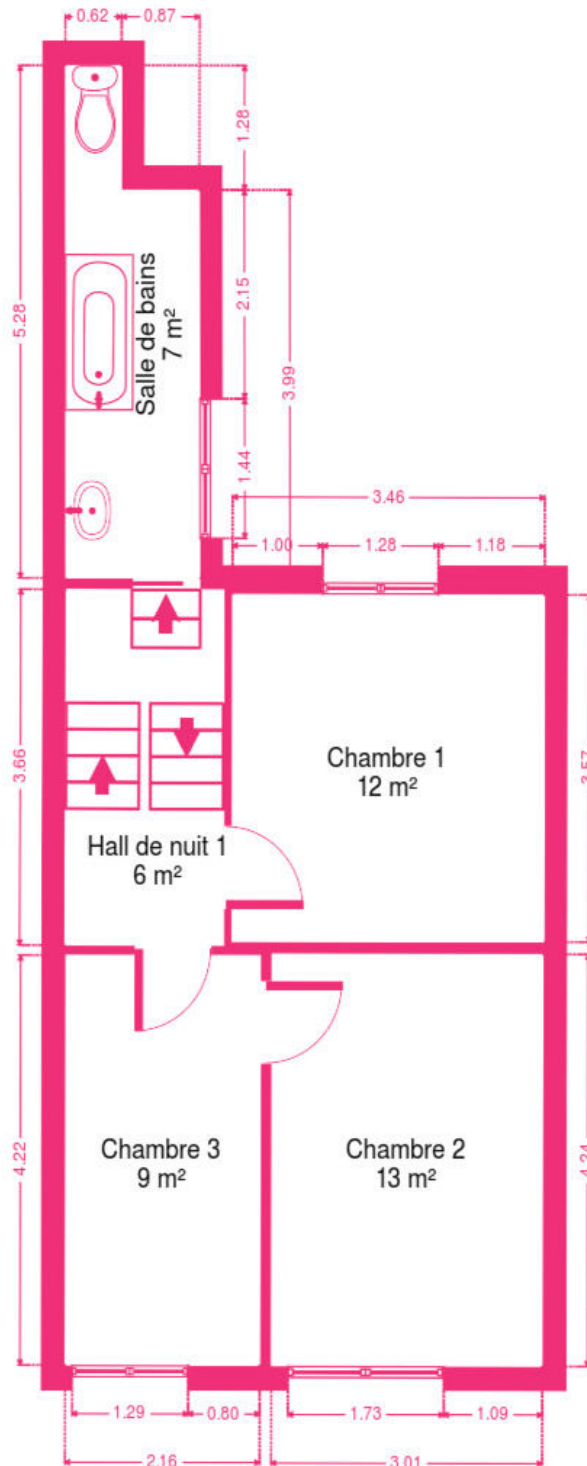 0.62
0.87
1.28
5.28
Salle de bains
7 m²
2.15
3.99
1.44
3.46
1.00
1.28
1.18
3.66
Chambre 1
12 m²
3.57
Hall de nuit 1
6 m²
4.22
Chambre 3
9 m²
Chambre 2
13 m²
4.24
1.29
0.80
1.73
1.09
2.16
3.01